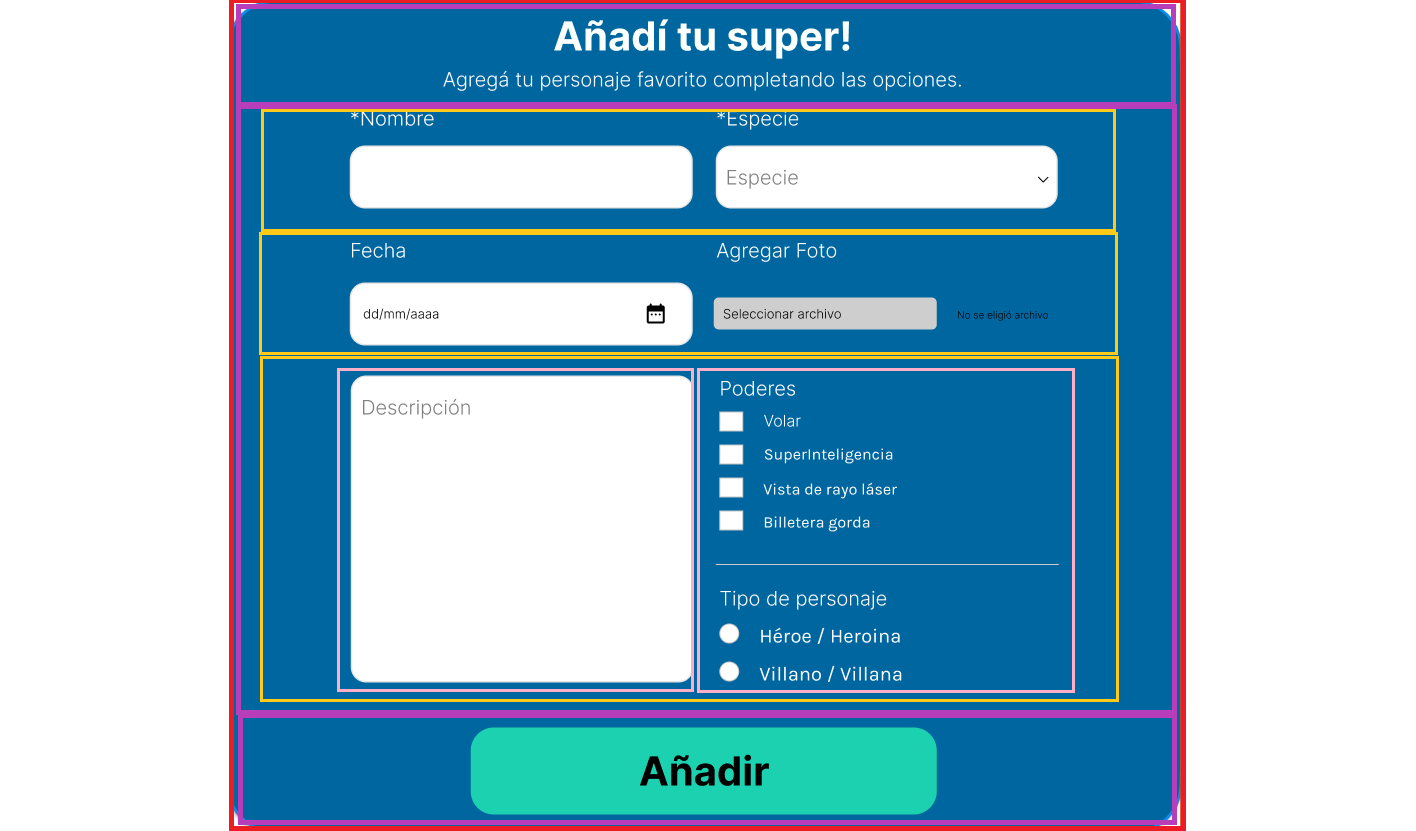 Añadí tu super!
Agregá tu personaje favorito completando las opciones.
*Nombre
*Especie
Especie
Fecha
Agregar Foto
dd/mm/aaaa
Seleccionar archivo
No se eligió archivo
Descripción
Poderes
Volar
SuperInteligencia
Vista de rayo láser
Billetera gorda
Tipo de personaje
Héroe / Heroina
Villano / Villana
Añadir